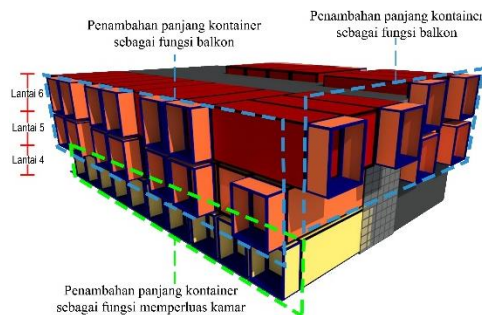 Penambahan panjang kontainer
sebagai fungsi balkon
Penambahan panjang kontainer
sebagai fungsi balkon
Lantai 6
Lantai 5
Lantai 4
Penambahan panjang kontainer
sebagai fungsi memperluas kamar